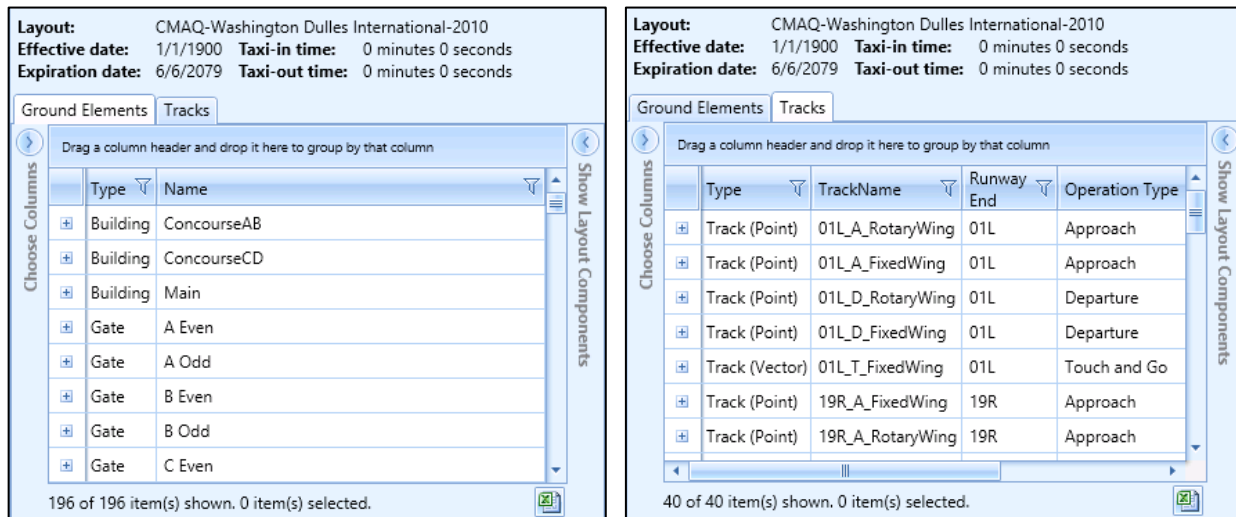 Layout: CMAQ-Washington Dulles International-2010
Effective date: 1/1/1900 Taxi-in time: 0 minutes 0 seconds
Expiration date: 6/6/2079 Taxi-out time: 0 minutes 0 seconds
Ground Elements Tracks
Choose Columns
Drag a column header and drop it here to group by that column
Show Layout Components
Type Name
Building ConcourseAB
Building ConcourseCD
Building Main
Gate A Even
Gate A Odd
Gate B Even
Gate B Odd
Gate C Even
196 of 196 item(s) shown. 0 item(s) selected.
Layout: CMAQ-Washington Dulles International-2010
Effective date: 1/1/1900 Taxi-in time: 0 minutes 0 seconds
Expiration date: 6/6/2079 Taxi-out time: 0 minutes 0 seconds
Ground Elements Tracks
Choose Columns
Drag a column header and drop it here to group by that column
Show Layout Components
Type TrackName Runway End Operation Type
Track (Point) 01L_A_RotaryWing 01L Approach
Track (Point) 01L_A_FixedWing 01L Approach
Track (Point) 01L_D_RotaryWing 01L Departure
Track (Point) 01L_D_FixedWing 01L Departure
Track (Vector) 01L_T_FixedWing 01L Touch and Go
Track (Point) 19R_A_FixedWing 19R Approach
Track (Point) 19R_A_RotaryWing 19R Approach
40 of 40 item(s) shown. 0 item(s) selected.